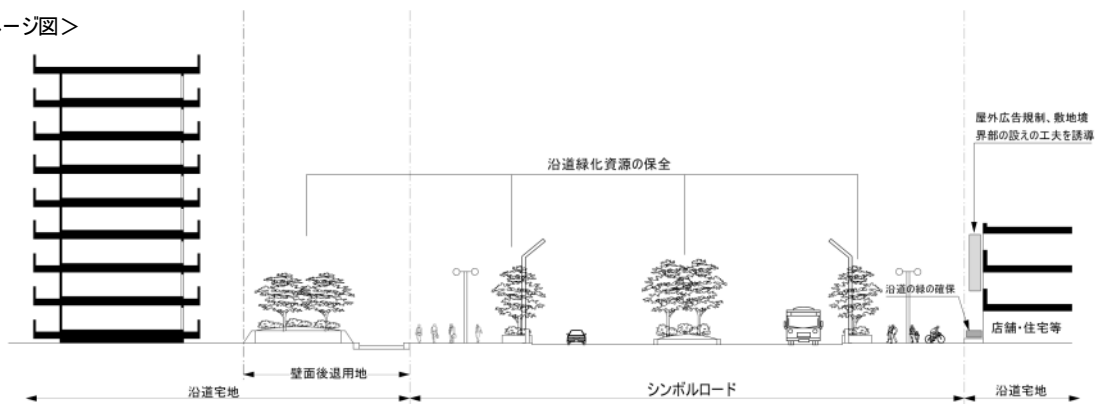 ージ図＞
屋外広告規制、敷地境
界部の設えの工夫を誘導
沿道緑化資源の保全
沿道の緑の確保
店舗・住宅等
壁面後退用地
沿道宅地
シンボルロード
沿道宅地